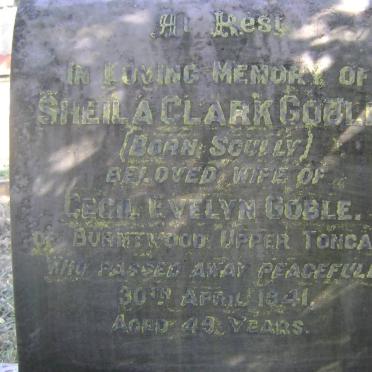 At Rest
IN LOVING MEMORY OF
SHEILA CLARK GOBLE
(BORN SCULLY)
BELOVED WIFE OF
CECIL EVELYN GOBLE.
OF BURNTWOOD UPPER TONGA
WHO PASSED AWAY PEACEFULL
30TH APRIL 1941.
AGED 49 YEARS.